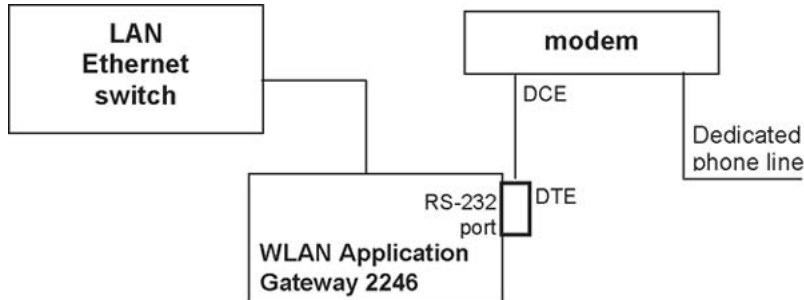 LAN
Ethernet
switch
modem
DCE
Dedicated
phone line
RS-232
port
DTE
WLAN Application
Gateway 2246